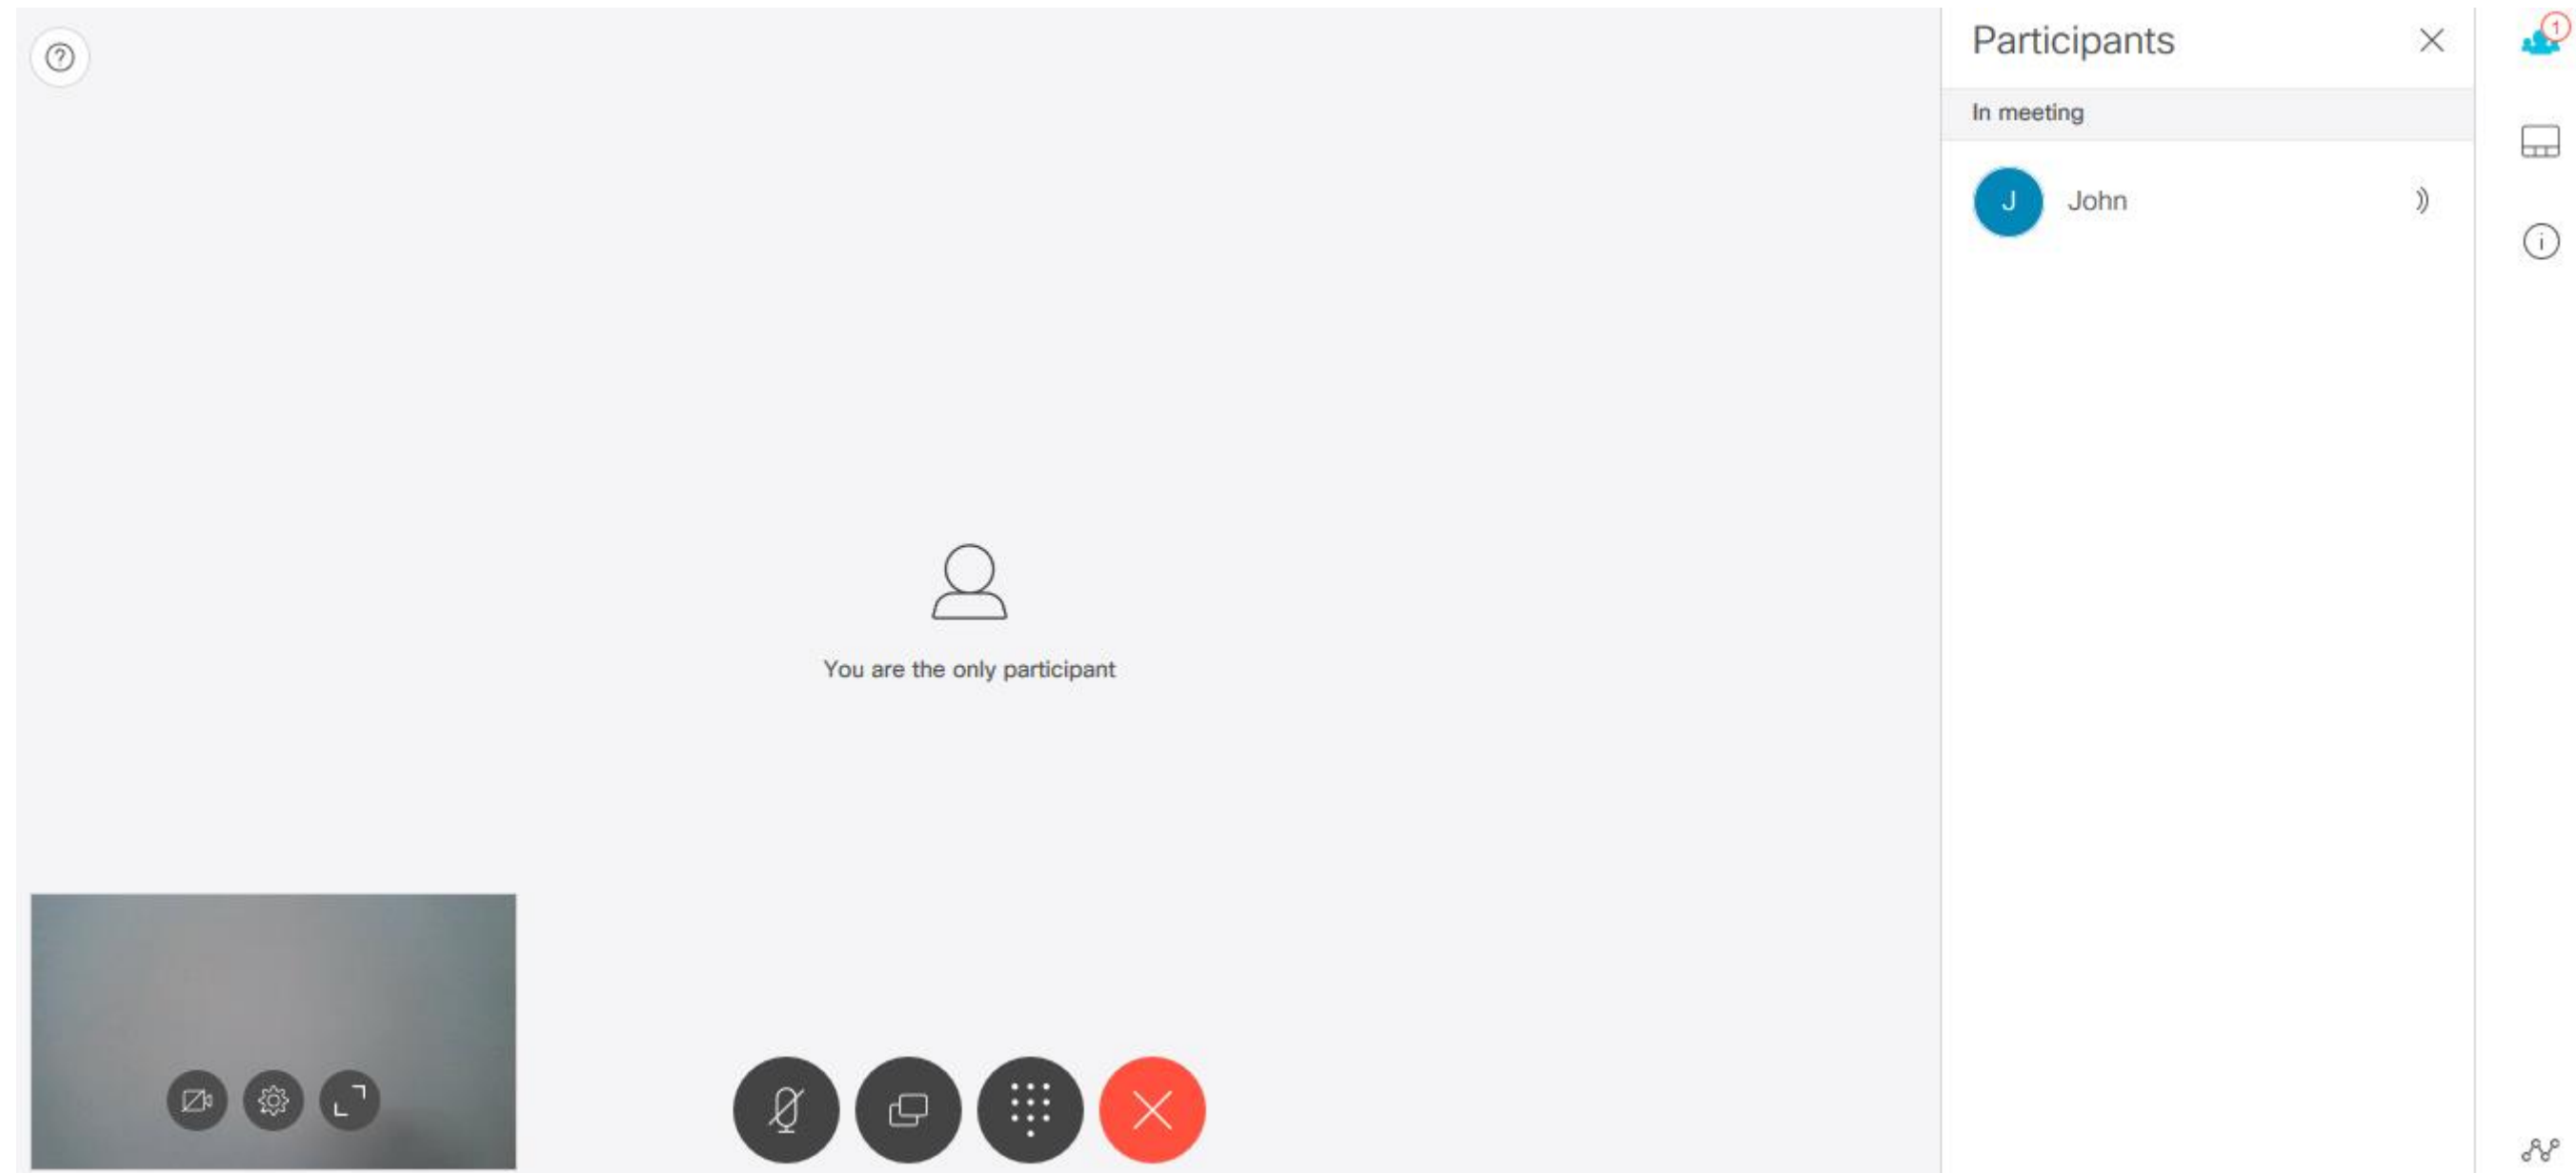 Participants
1
In meeting
J
John
You are the only participant